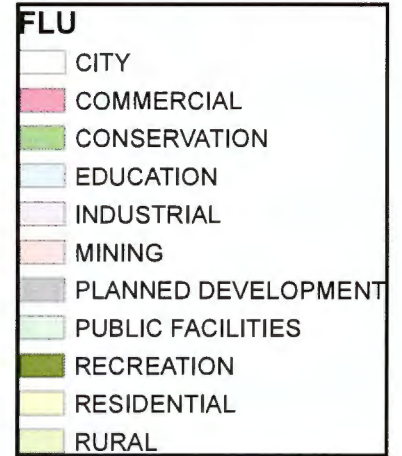 FLU
CITY
COMMERCIAL
CONSERVATION
EDUCATION
INDUSTRIAL
MINING
PLANNED DEVELOPMENT
PUBLIC FACILITIES
RECREATION
RESIDENTIAL
RURAL